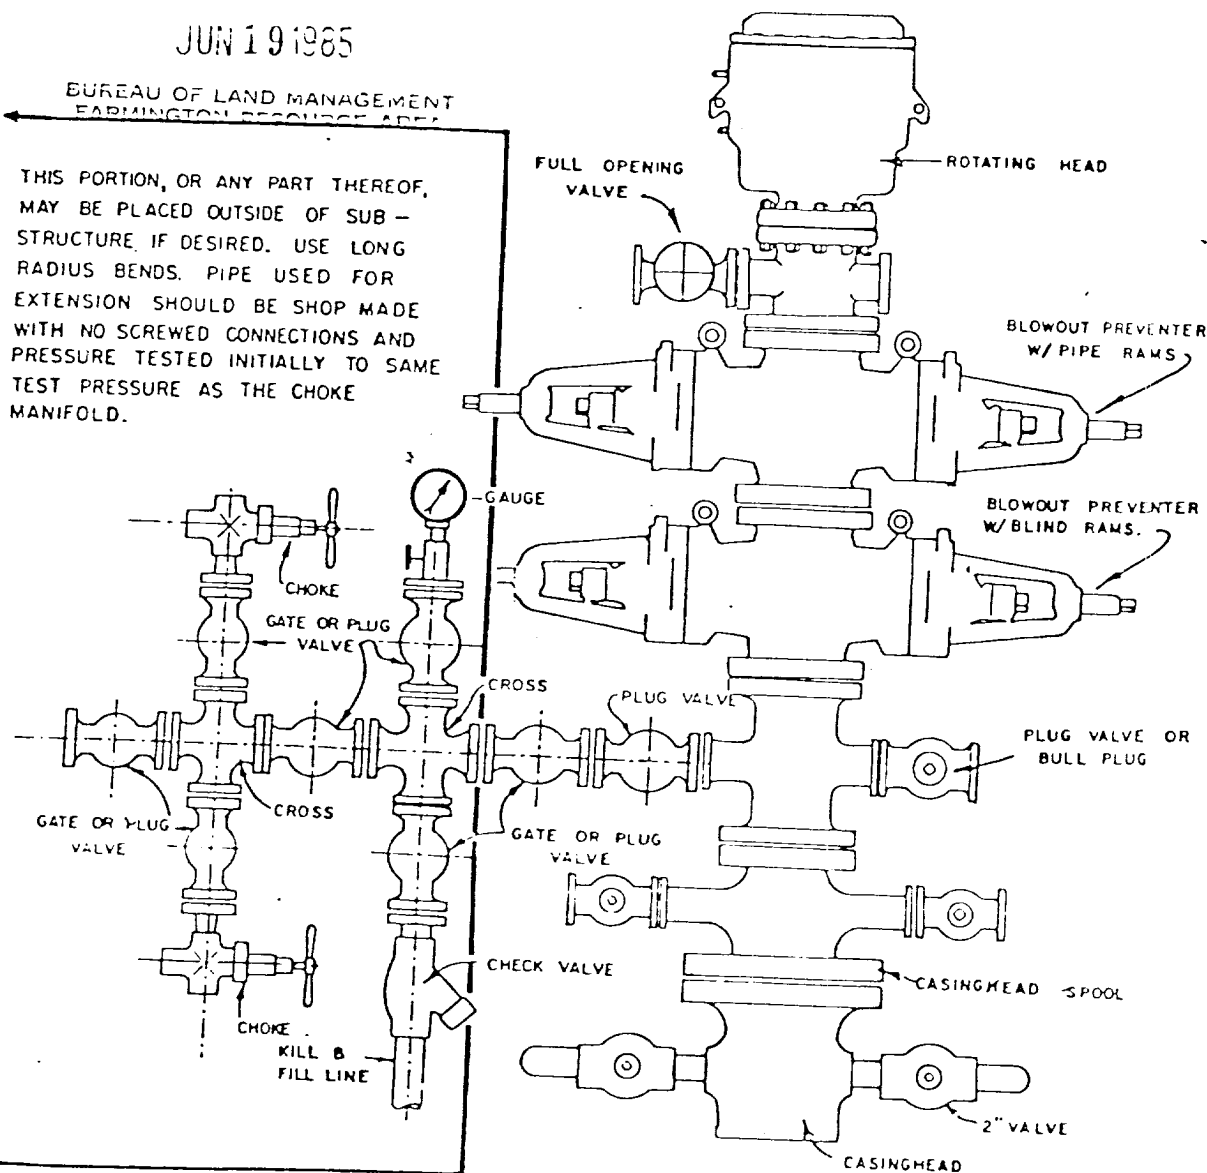 JUN 19 1985
BUREAU OF LAND MANAGEMENT
FARMINGTON RESOURCE AREA
THIS PORTION, OR ANY PART THEREOF,
MAY BE PLACED OUTSIDE OF SUB-
STRUCTURE IF DESIRED. USE LONG
RADIUS BENDS. PIPE USED FOR
EXTENSION SHOULD BE SHOP MADE
WITH NO SCREWED CONNECTIONS AND
PRESSURE TESTED INITIALLY TO SAME
TEST PRESSURE AS THE CHOKE
MANIFOLD.
FULL OPENING
VALVE
ROTATING HEAD
BLOWOUT PREVENTER
W/ PIPE RAMS
GAUGE
BLOWOUT PREVENTER
W/ BLIND RAMS.
CHOKE
GATE OR PLUG
VALVE
CROSS
PLUG VALVE
PLUG VALVE OR
BULL PLUG
CROSS
GATE OR PLUG
VALVE
GATE OR PLUG
VALVE
CHECK VALVE
CASINGHEAD SPOOL
CHOKE
KILL &
FILL LINE
2" VALVE
CASINGHEAD